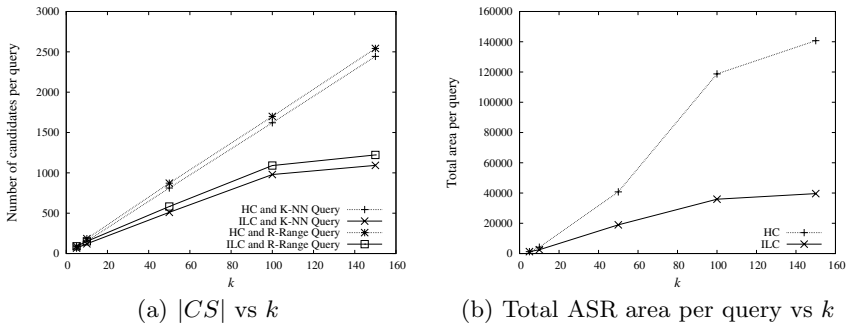 3000
2500
2000
1500
1000
500
0
0 20 40 60 80 100 120 140 160
Number of candidates per query
k
HC and K-NN Query
ILC and K-NN Query
HC and R-Range Query
ILC and R-Range Query
(a) |CS| vs k
160000
140000
120000
100000
80000
60000
40000
20000
0
0 20 40 60 80 100 120 140 160
Total area per query
k
HC
ILC
(b) Total ASR area per query vs k